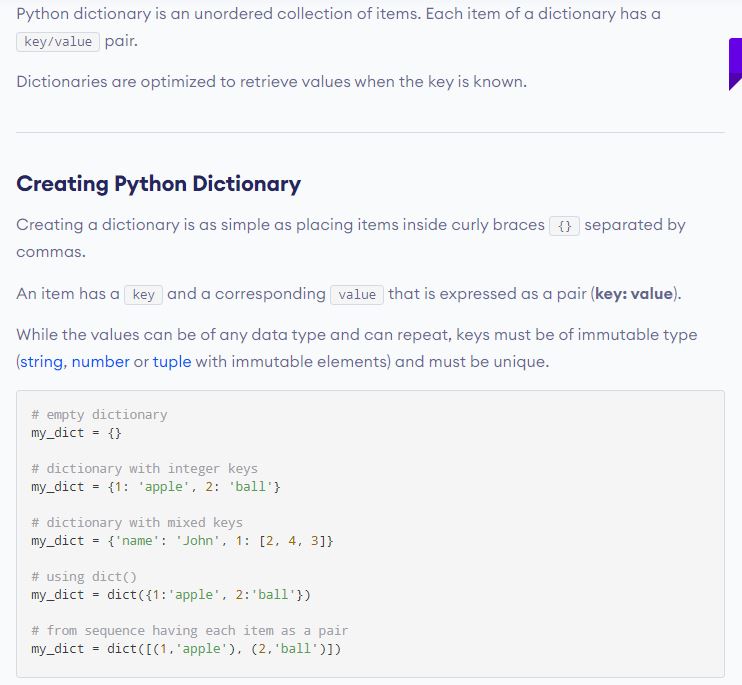 Python dictionary is an unordered collection of items. Each item of a dictionary has a
key/value pair.
Dictionaries are optimized to retrieve values when the key is known.
Creating Python Dictionary
Creating a dictionary is as simple as placing items inside curly braces {} separated by
commas.
An item has a key and a corresponding value that is expressed as a pair (key: value).
While the values can be of any data type and can repeat, keys must be of immutable type
(string, number or tuple with immutable elements) and must be unique.
# empty dictionary
my_dict = {}
# dictionary with integer keys
my_dict = {1: 'apple', 2: 'ball'}
# dictionary with mixed keys
my_dict = {'name': 'John', 1: [2, 4, 3]}
# using dict()
my_dict = dict({1:'apple', 2:'ball'})
# from sequence having each item as a pair
my_dict = dict([(1,'apple'), (2,'ball')])